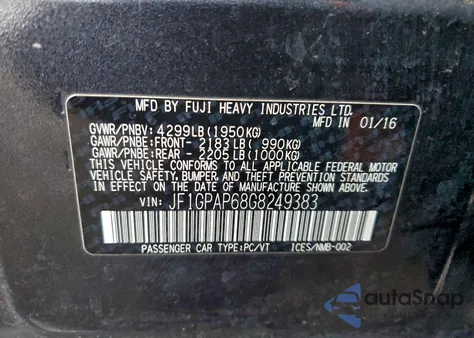 MFD BY FUJI HEAVY INDUSTRIES LTD.
MFD IN 01/16
GVWR/PNBV: 4299LB(1950KG)
GAWR/PNBE:FRONT- 2183LB( 990KG)
GAWR/PNBE:REAR - 2205LB(1000KG)
THIS VEHICLE CONFORMS TO ALL APPLICABLE FEDERAL MOTOR
VEHICLE SAFETY, BUMPER, AND THEFT PREVENTION STANDARDS
IN EFFECT ON THE DATE OF MANUFACTURE SHOWN ABOVE.
VIN: JF1GPAP68G8249383
PASSENGER CAR TYPE:PC/VT ICES/NMB-002
autoSnap